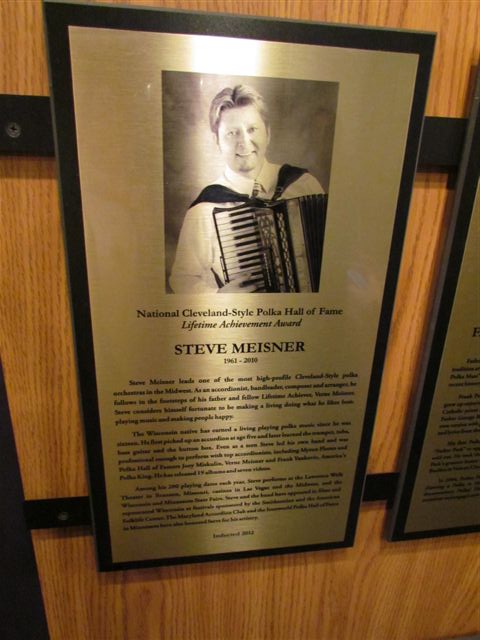 National Cleveland-Style Polka Hall of Fame
Lifetime Achievement Award
STEVE MEISNER
1961 - 2010
Steve Meisner leads one of the most high-profile Cleveland-Style polka
orchestras in the Midwest. As an accordionist, bandleader, composer and arranger, he
follows in the footsteps of his father and fellow Lifetime Achiever, Verne Meisner.
Steve considers himself fortunate to be making a living doing what he likes best:
playing music and making people happy.
The Wisconsin native has earned a living playing polka music since he was
sixteen. He first picked up an accordion at age five and later learned the trumpet, tuba,
bass guitar and the button box. Even as a teen Steve led his own band and was
professional enough to perform with top accordionists, including Myron Floren and
Polka Hall of Famers Joey Miskulin, Verne Meisner and Frank Yankovic, America's
Polka King. He has released 19 albums and seven videos.
Among his 200 playing dates each year, Steve performs at the Lawrence Welk
Theater in Branson, Missouri, casinos in Las Vegas and the Midwest, and the
Wisconsin and Minnesota State Fairs. Steve and the band have appeared in films and
represented Wisconsin at festivals sponsored by the Smithsonian and the American
Folklife Center. The Maryland Accordion Club and the Ironworld Polka Hall of Fame
in Minnesota have also honored Steve for his artistry.
Inducted 2012